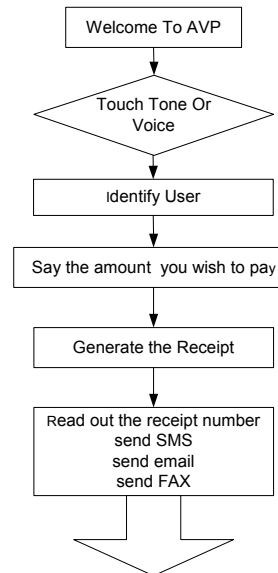 Welcome To AVP
Touch Tone Or
Voice
Identify User
Say the amount you wish to pay
Generate the Receipt
Read out the receipt number
send SMS
send email
send FAX